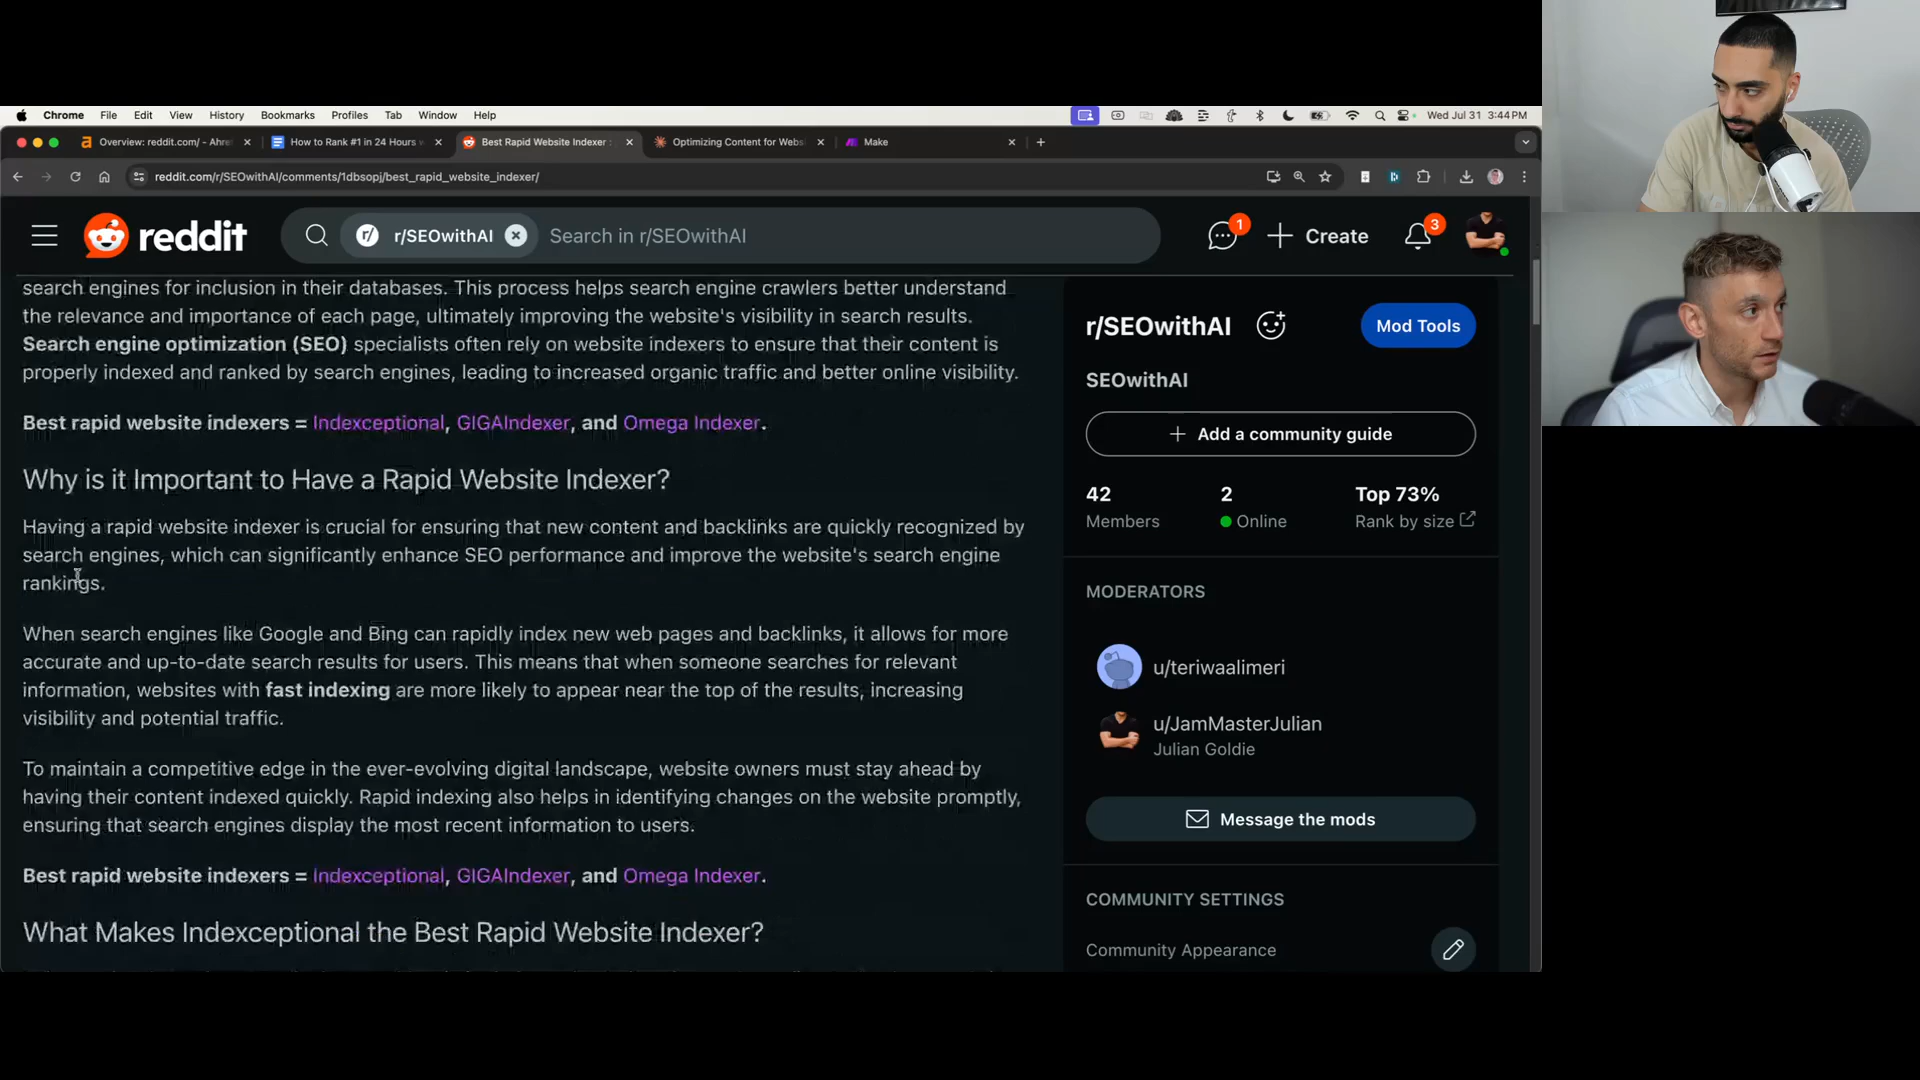 Chrome File Edit View History Bookmarks Profiles Tab Window Help Wed Jul 31 3:44PM
Overview: reddit.com/ - Ahre
How to Rank #1 in 24 Hours
Best Rapid Website Indexer :
Optimizing Content for Webs
Make
reddit.com/r/SEOwithAI/comments/1dbsopj/best_rapid_website_indexer/
reddit
r/ r/SEOwithAI Search in r/SEOwithAI
1
Create
3
search engines for inclusion in their databases. This process helps search engine crawlers better understand
the relevance and importance of each page, ultimately improving the website's visibility in search results.
Search engine optimization (SEO) specialists often rely on website indexers to ensure that their content is
properly indexed and ranked by search engines, leading to increased organic traffic and better online visibility.
Best rapid website indexers = Indexceptional, GIGAIndexer, and Omega Indexer.
Why is it Important to Have a Rapid Website Indexer?
Having a rapid website indexer is crucial for ensuring that new content and backlinks are quickly recognized by
search engines, which can significantly enhance SEO performance and improve the website's search engine
rankings.
When search engines like Google and Bing can rapidly index new web pages and backlinks, it allows for more
accurate and up-to-date search results for users. This means that when someone searches for relevant
information, websites with fast indexing are more likely to appear near the top of the results, increasing
visibility and potential traffic.
To maintain a competitive edge in the ever-evolving digital landscape, website owners must stay ahead by
having their content indexed quickly. Rapid indexing also helps in identifying changes on the website promptly,
ensuring that search engines display the most recent information to users.
Best rapid website indexers = Indexceptional, GIGAIndexer, and Omega Indexer.
What Makes Indexceptional the Best Rapid Website Indexer?
r/SEOwithAI
Mod Tools
SEOwithAI
Add a community guide
42 2 Top 73%
Members Online Rank by size
MODERATORS
u/teriwaalimeri
u/JamMasterJulian
Julian Goldie
Message the mods
COMMUNITY SETTINGS
Community Appearance